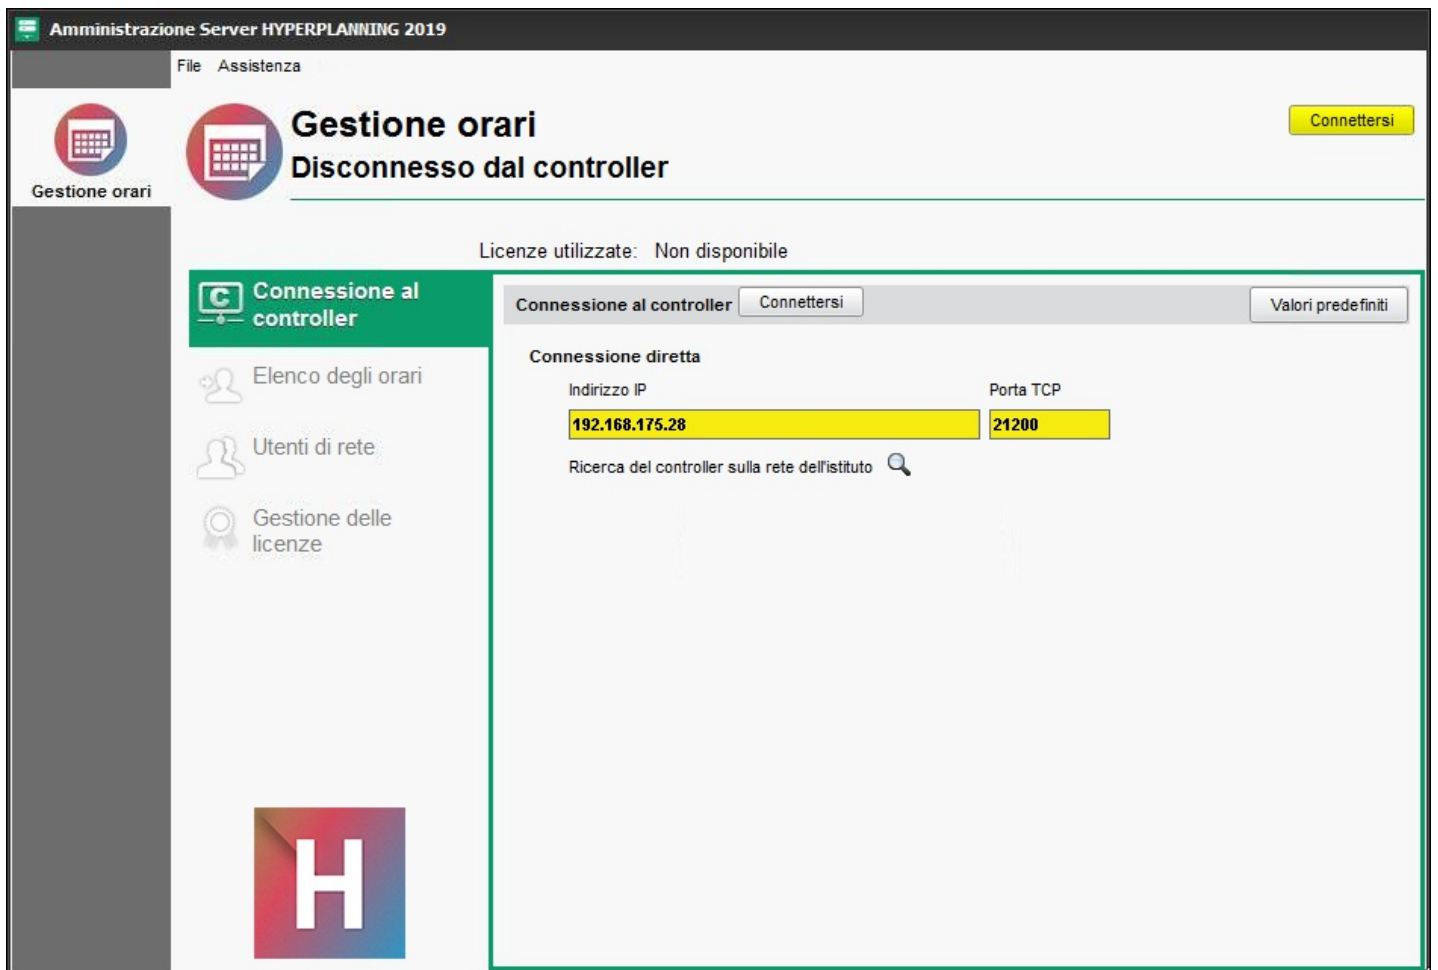 Amministrazione Server HYPERPLANNING 2019
File Assistenza
Gestione orari
Gestione orari
Disconnesso dal controller
Connettersi
Licenze utilizzate: Non disponibile
C
Connessione al
controller
Elenco degli orari
Utenti di rete
Gestione delle
licenze
Connessione al controller Connettersi Valori predefiniti
Connessione diretta
Indirizzo IP Porta TCP
192.168.175.28 21200
Ricerca del controller sulla rete dell'istituto
H